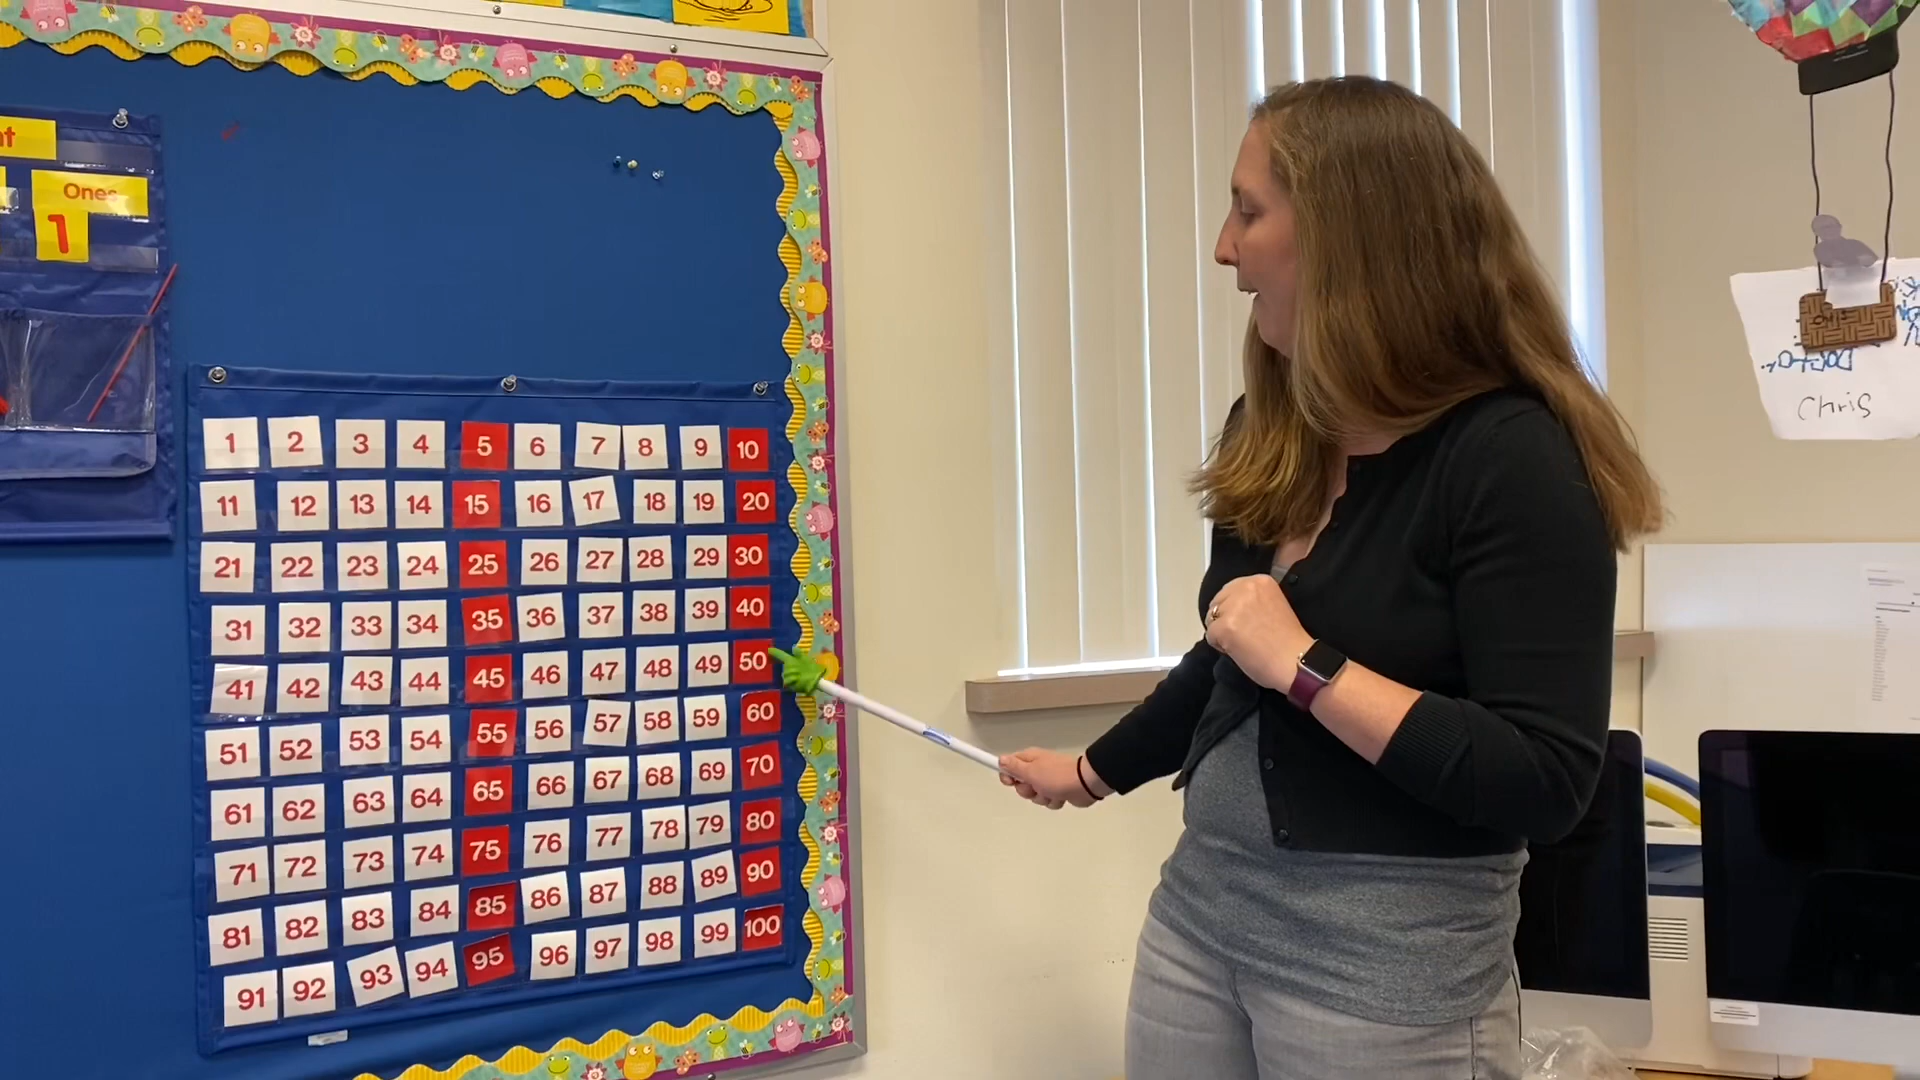 nt
Ones
1
1 2 3 4 5 6 7 8 9 10
11 12 13 14 15 16 17 18 19 20
21 22 23 24 25 26 27 28 29 30
31 32 33 34 35 36 37 38 39 40
41 42 43 44 45 46 47 48 49 50
51 52 53 54 55 56 57 58 59 60
61 62 63 64 65 66 67 68 69 70
71 72 73 74 75 76 77 78 79 80
81 82 83 84 85 86 87 88 89 90
91 92 93 94 95 96 97 98 99 100
Chris